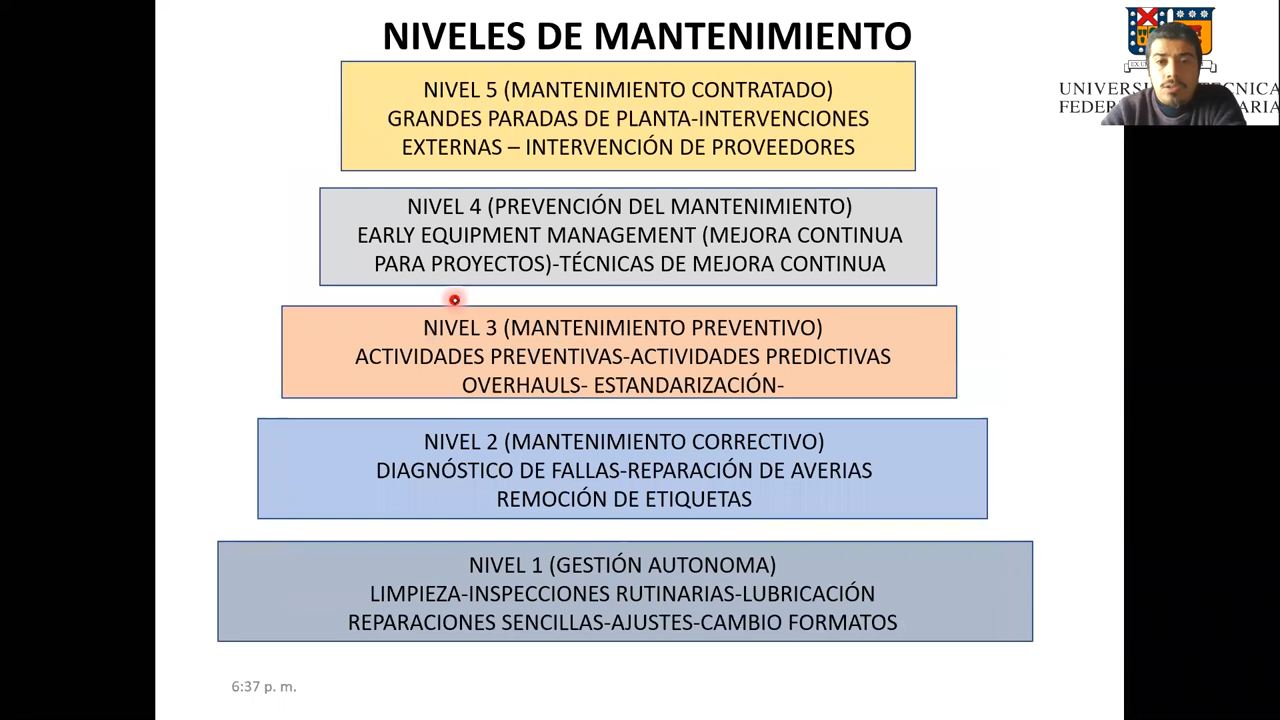 NIVELES DE MANTENIMIENTO
NIVEL 5 (MANTENIMIENTO CONTRATADO)
GRANDES PARADAS DE PLANTA-INTERVENCIONES
EXTERNAS – INTERVENCIÓN DE PROVEEDORES
NIVEL 4 (PREVENCIÓN DEL MANTENIMIENTO)
EARLY EQUIPMENT MANAGEMENT (MEJORA CONTINUA
PARA PROYECTOS)-TÉCNICAS DE MEJORA CONTINUA
NIVEL 3 (MANTENIMIENTO PREVENTIVO)
ACTIVIDADES PREVENTIVAS-ACTIVIDADES PREDICTIVAS
OVERHAULS- ESTANDARIZACIÓN-
NIVEL 2 (MANTENIMIENTO CORRECTIVO)
DIAGNÓSTICO DE FALLAS-REPARACIÓN DE AVERIAS
REMOCIÓN DE ETIQUETAS
NIVEL 1 (GESTIÓN AUTONOMA)
LIMPIEZA-INSPECCIONES RUTINARIAS-LUBRICACIÓN
REPARACIONES SENCILLAS-AJUSTES-CAMBIO FORMATOS
6:37 p. m.